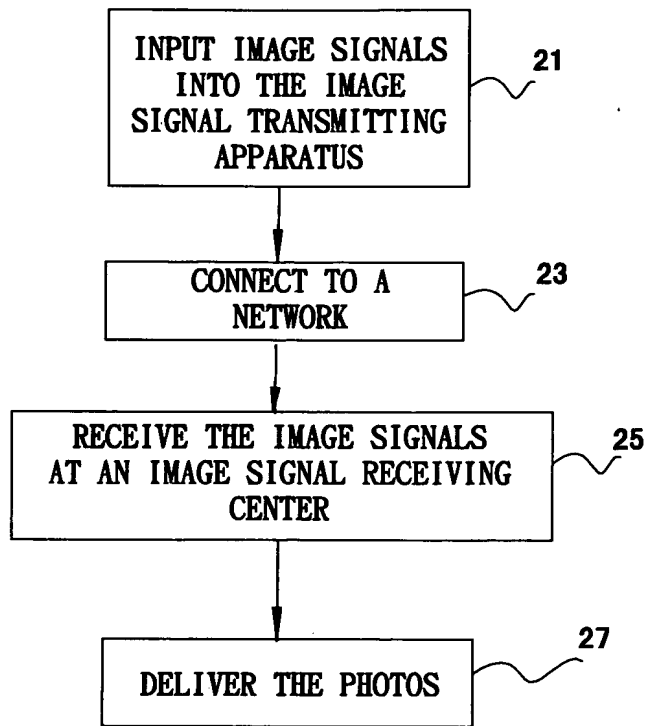 INPUT IMAGE SIGNALS
INTO THE IMAGE
SIGNAL TRANSMITTING
APPARATUS
21
CONNECT TO A
NETWORK
23
RECEIVE THE IMAGE SIGNALS
AT AN IMAGE SIGNAL RECEIVING
CENTER
25
DELIVER THE PHOTOS
27